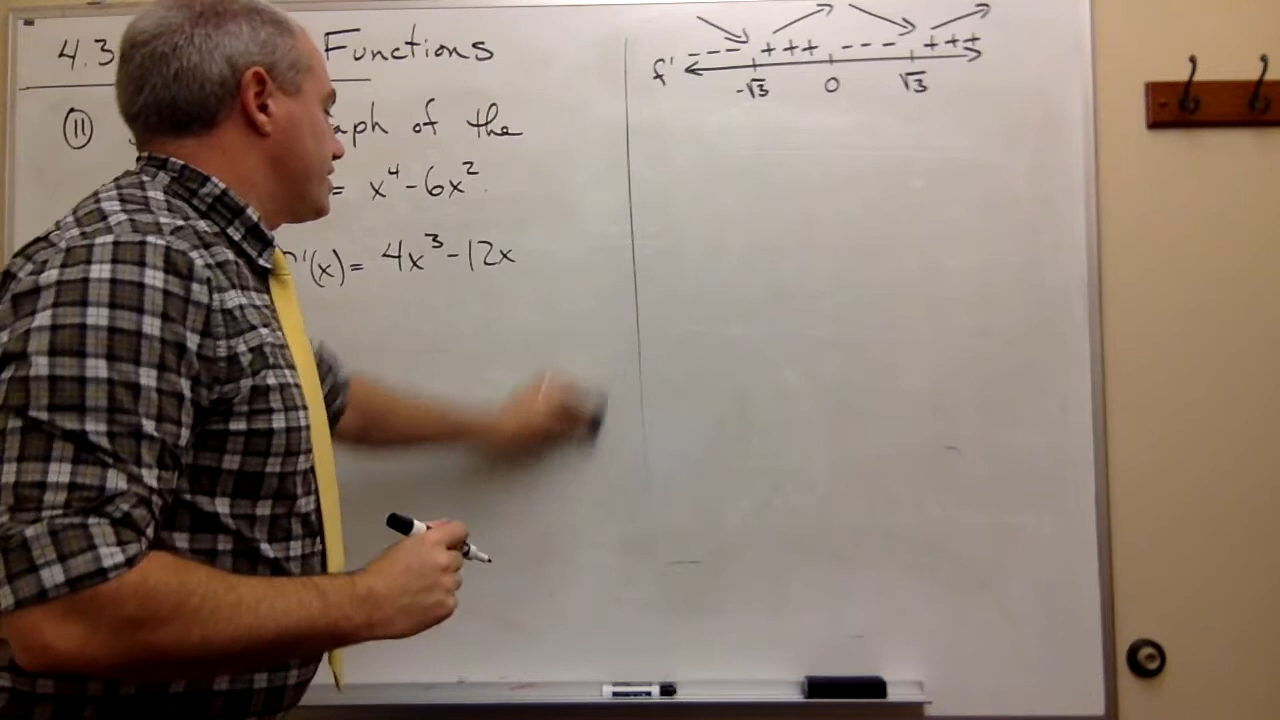 4.3 Functions
⑪ aph of the
= x⁴-6x²
'(x)= 4x³-12x
--- +++ --- +++
f'
-√3 0 √3